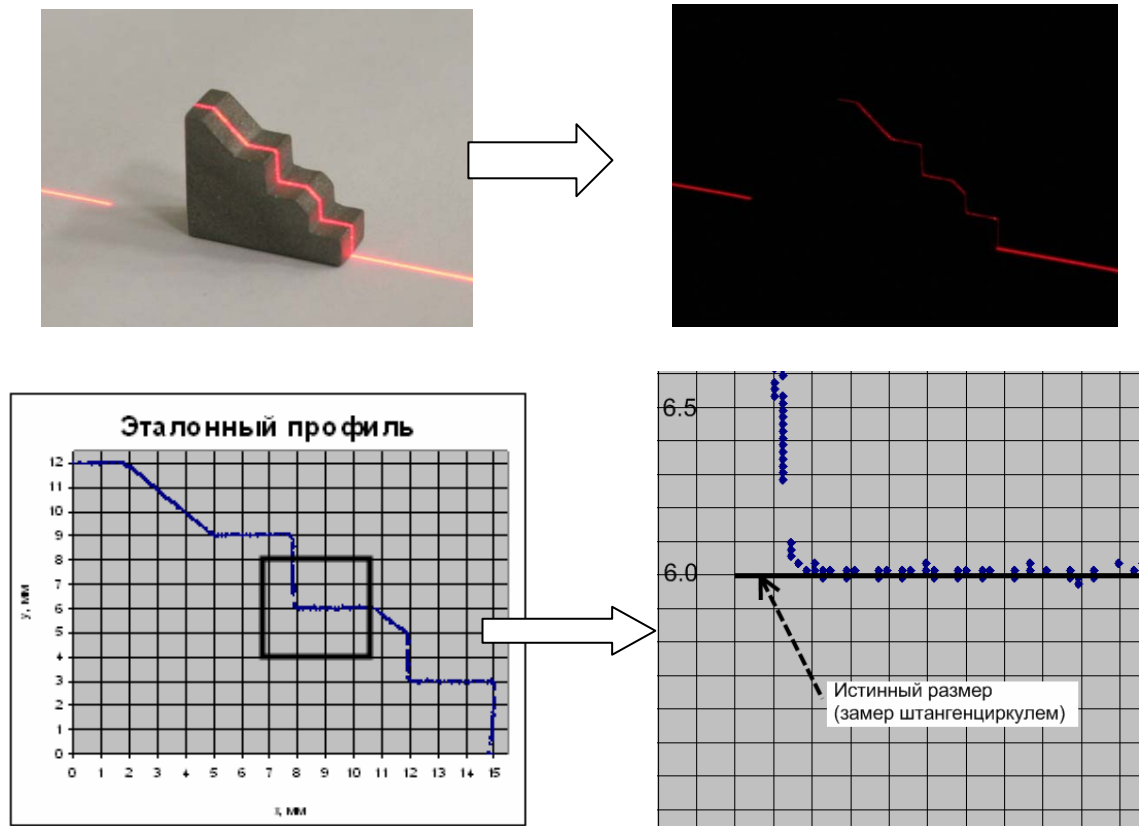 Эталонный профиль
12
11
10
9
8
7
6
5
4
3
2
1
0
y, мм
0 1 2 3 4 5 6 7 8 9 10 11 12 13 14 15
x, мм
6.5
6.0
Истинный размер
(замер штангенциркулем)